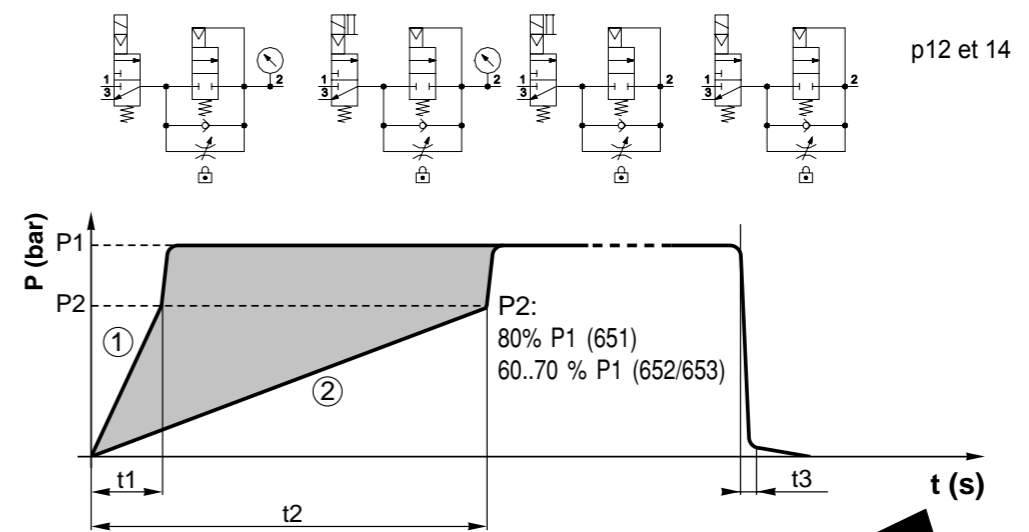 p12 et 14
1 2
3
1 2
3
1 2
3
1 2
3
P (bar)
P1
P2
1
2
P2:
80% P1 (651)
60..70 % P1 (652/653)
t1
t2
t3
t (s)